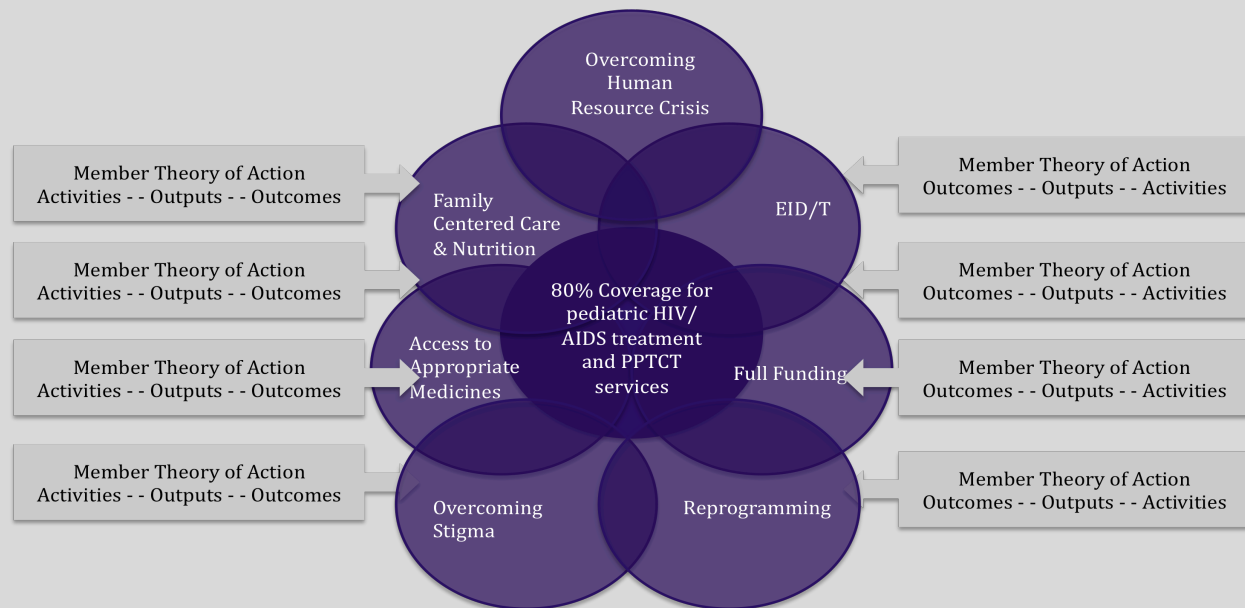 Overcoming
Human
Resource Crisis
Member Theory of Action
Activities - - Outputs - - Outcomes
Member Theory of Action
Outcomes - - Outputs - - Activities
Family
Centered Care
& Nutrition
EID/T
Member Theory of Action
Activities - - Outputs - - Outcomes
Member Theory of Action
Outcomes - - Outputs - - Activities
80% Coverage for
pediatric HIV/
AIDS treatment
and PPTCT
services
Access to
Appropriate
Medicines
Full Funding
Member Theory of Action
Activities - - Outputs - - Outcomes
Member Theory of Action
Outcomes - - Outputs - - Activities
Member Theory of Action
Activities - - Outputs - - Outcomes
Member Theory of Action
Outcomes - - Outputs - - Activities
Overcoming
Stigma
Reprogramming